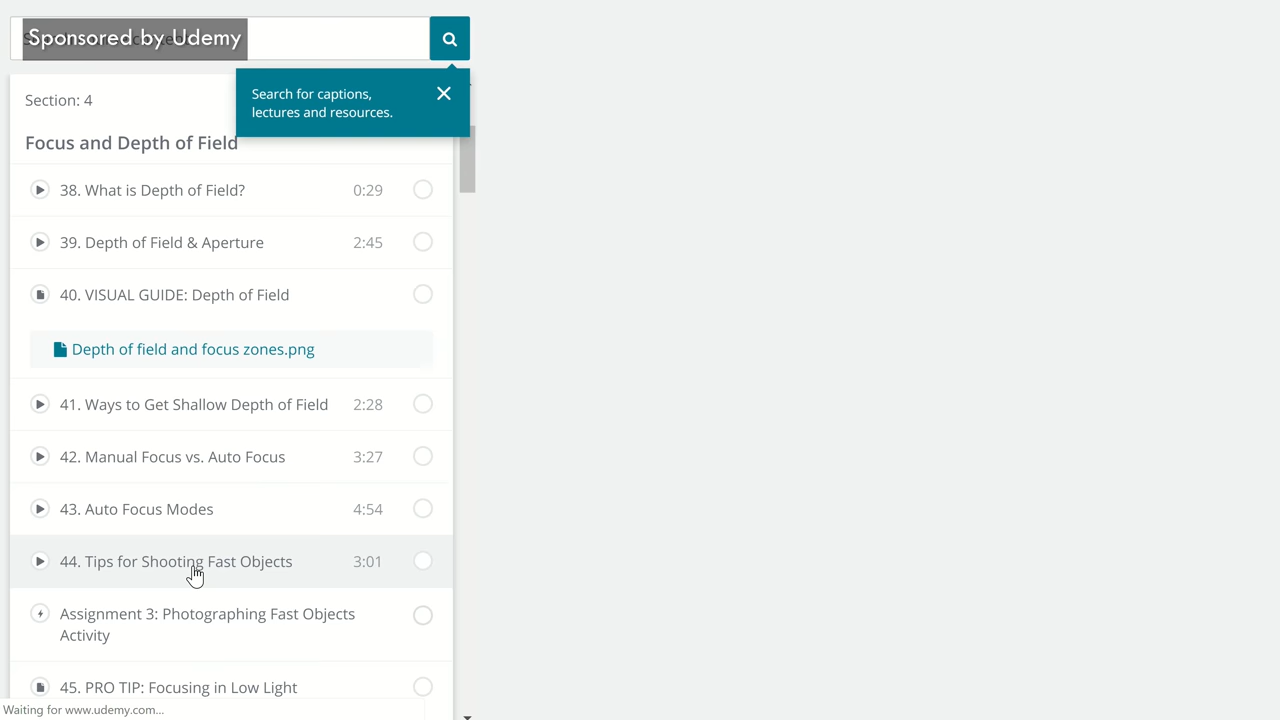 Sponsored by Udemy
Search for captions,
lectures and resources.
Section: 4
Focus and Depth of Field
38. What is Depth of Field? 0:29
39. Depth of Field & Aperture 2:45
40. VISUAL GUIDE: Depth of Field
Depth of field and focus zones.png
41. Ways to Get Shallow Depth of Field 2:28
42. Manual Focus vs. Auto Focus 3:27
43. Auto Focus Modes 4:54
44. Tips for Shooting Fast Objects 3:01
Assignment 3: Photographing Fast Objects
Activity
45. PRO TIP: Focusing in Low Light
Waiting for www.udemy.com...